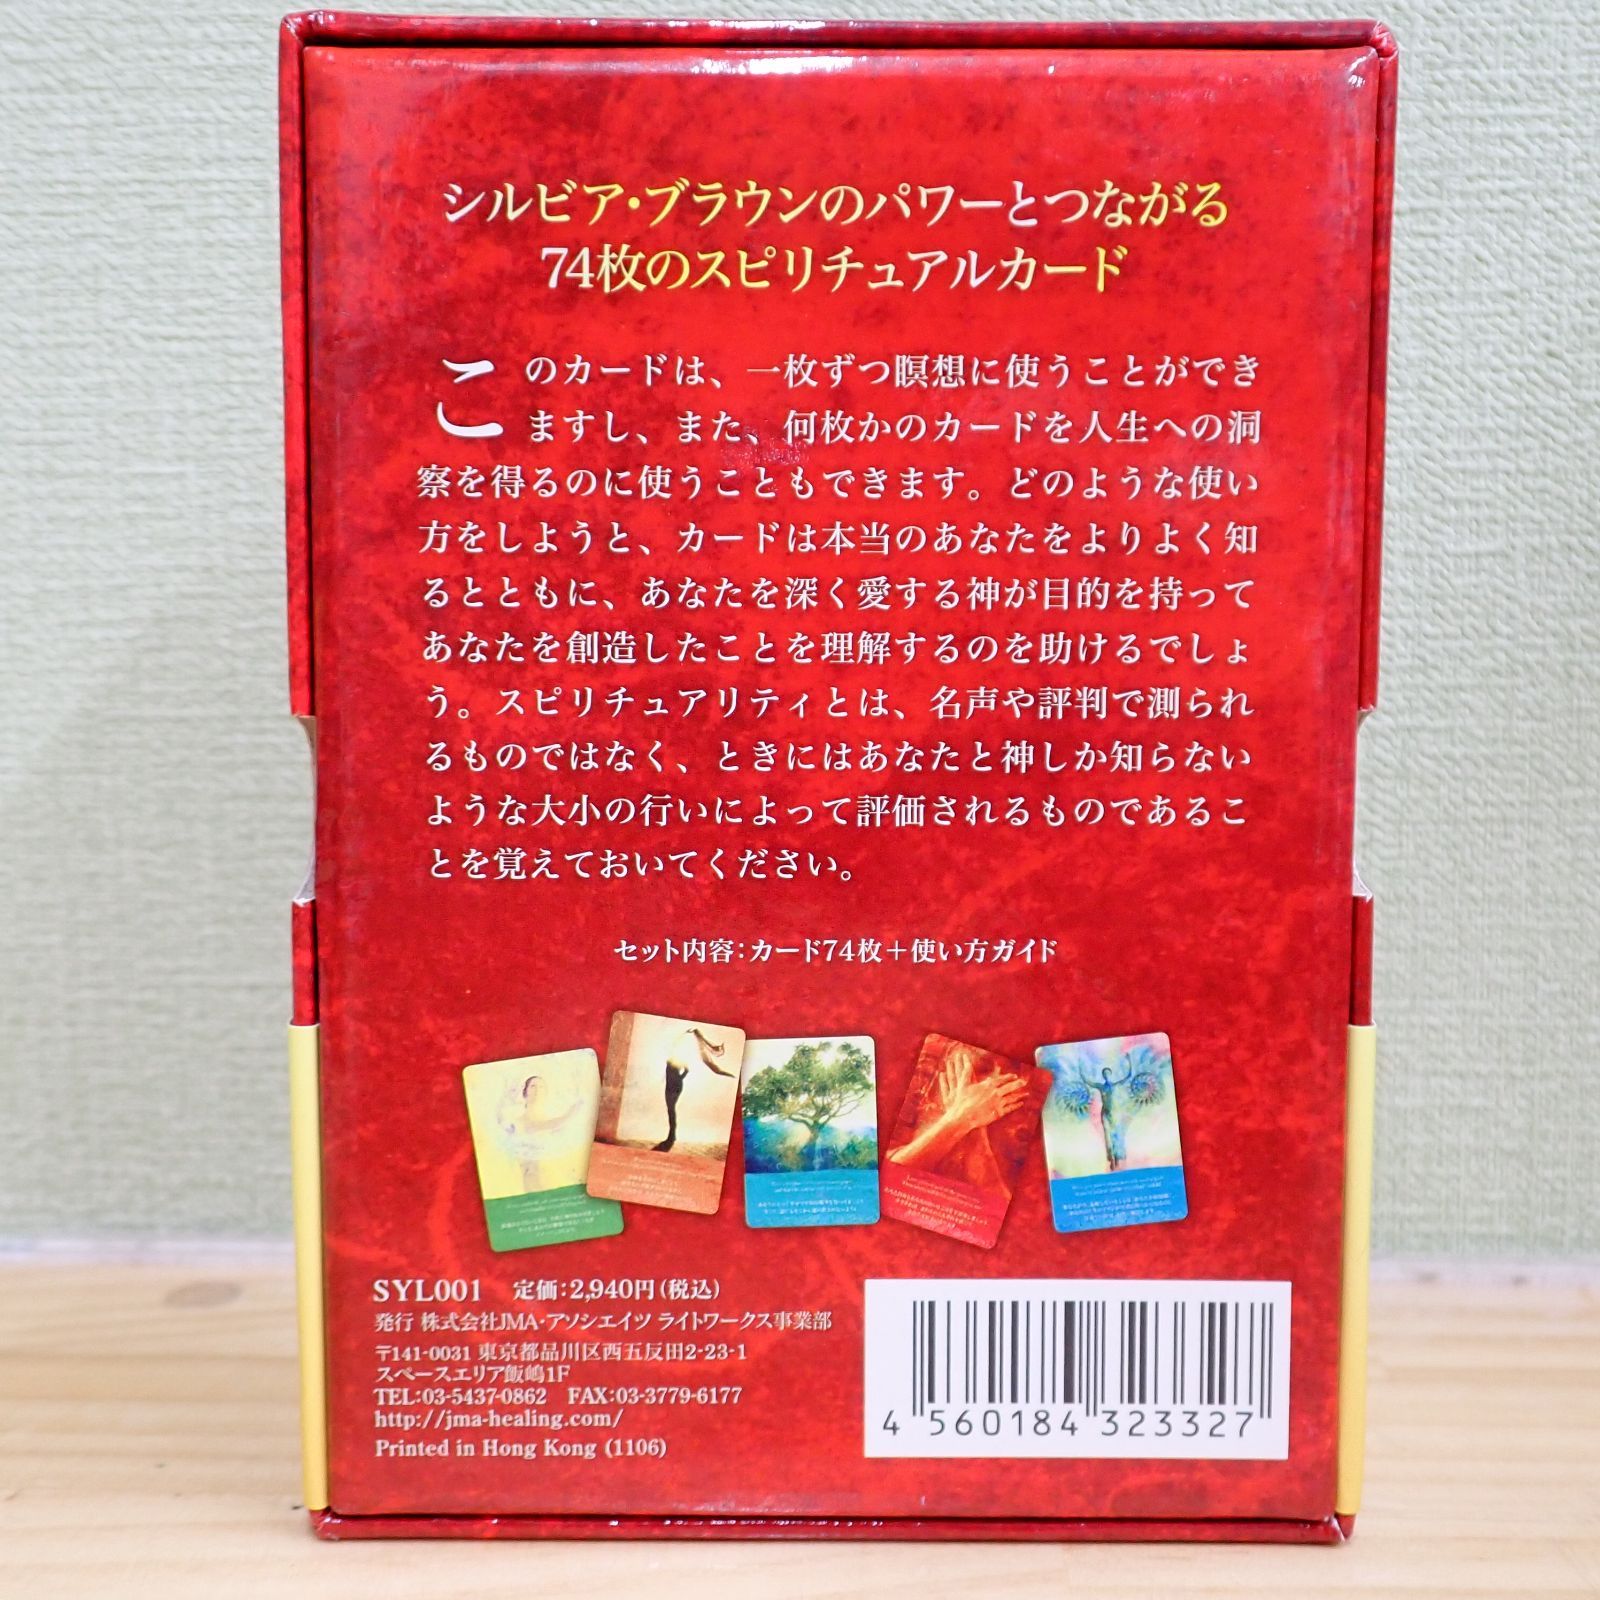 シルビア・ブラウンのパワーとつながる
74枚のスピリチュアルカード
このカードは、一枚ずつ瞑想に使うことができ
ますし、また、何枚かのカードを人生への洞
察を得るのに使うこともできます。どのような使い
方をしようと、カードは本当のあなたをよりよく知
るとともに、あなたを深く愛する神が目的を持って
あなたを創造したことを理解するのを助けるでしょ
う。スピリチュアリティとは、名声や評判で測られ
るものではなく、ときにはあなたと神しか知らない
ような大小の行いによって評価されるものであるこ
とを覚えておいてください。
セット内容：カード74枚＋使い方ガイド
SYL001 定価：2,940円（税込）
発行 株式会社JMA・アソシエイツ ライトワークス事業部
〒141-0031 東京都品川区西五反田2-23-1
スペースエリア飯嶋1F
TEL:03-5437-0862 FAX:03-3779-6177
http://jma-healing.com/
Printed in Hong Kong (1106)
4 560184 323327